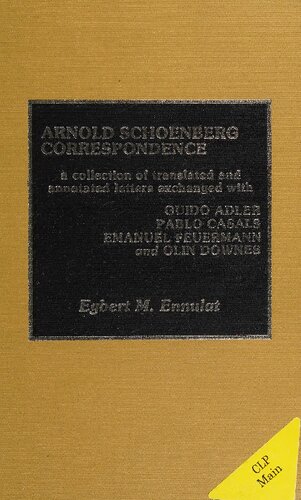 ARNOLD SCHOENBERG
CORRESPONDENCE
a collection of translated and
annotated letters exchanged with
GUIDO ADLER
PABLO CASALS
EMANUEL FEUERMANN
and OLIN DOWNES
Egbert M. Ennulat
CLP
Main